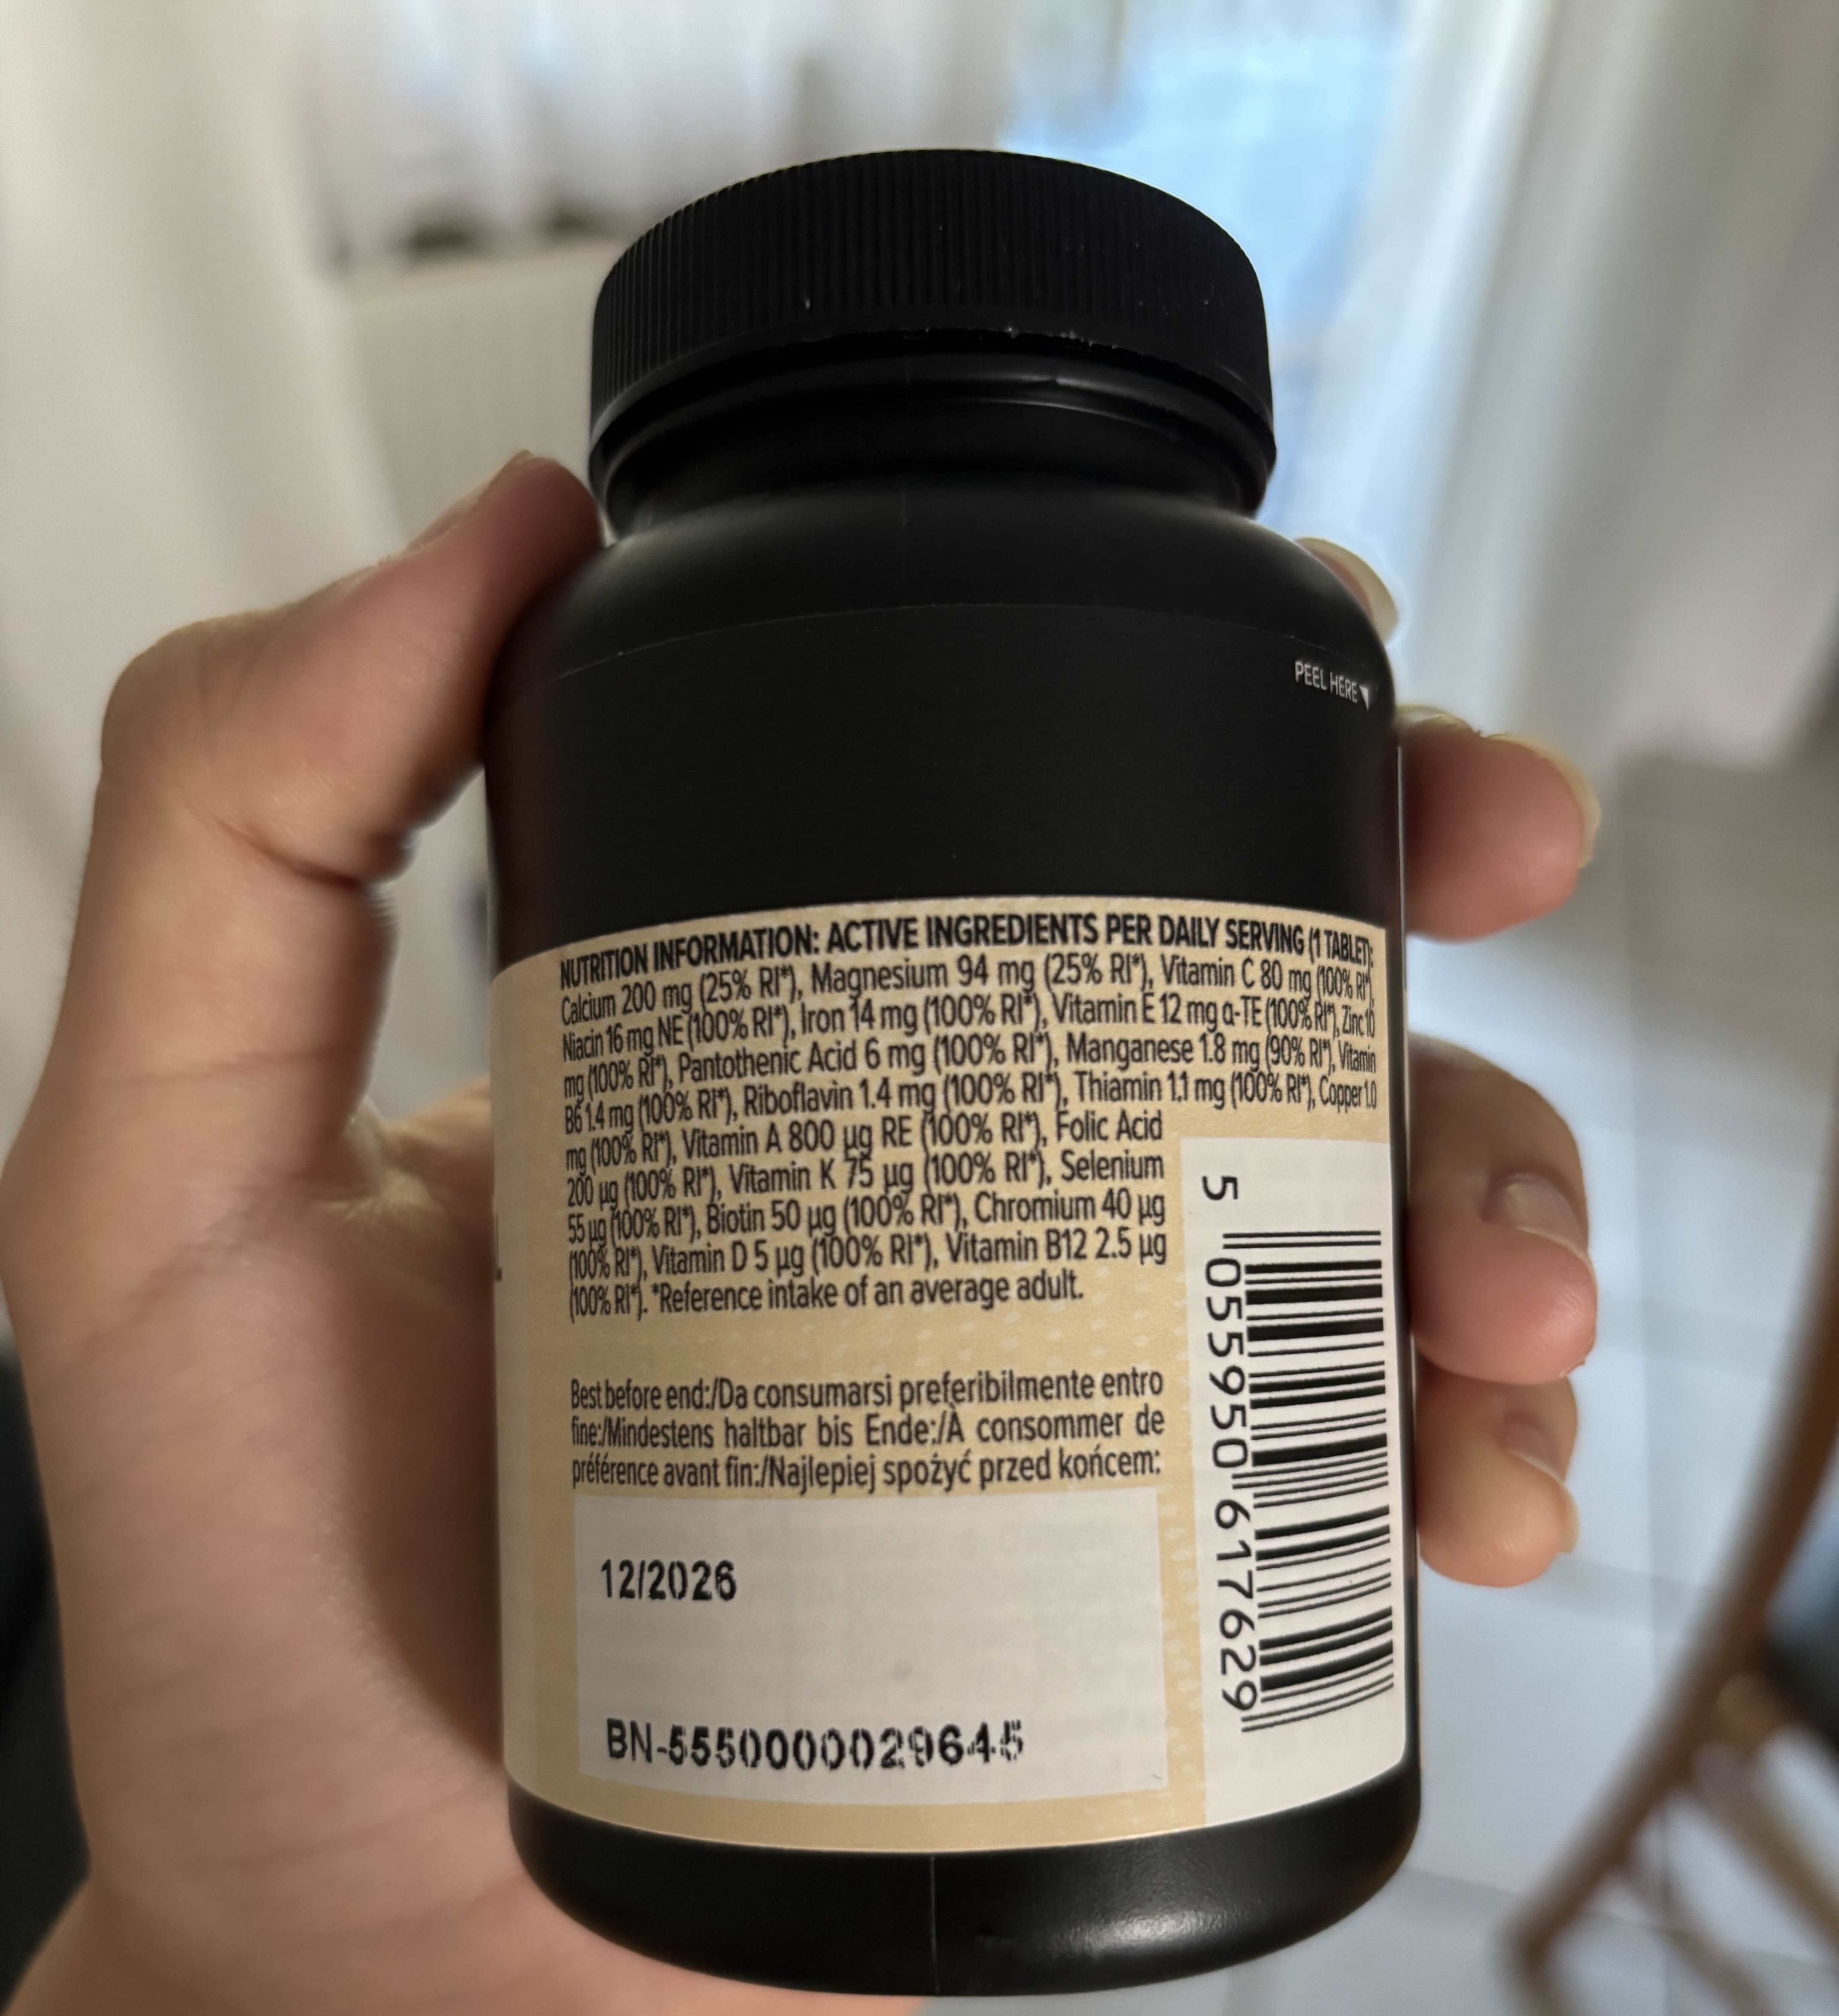 PEEL HERE
NUTRITION INFORMATION: ACTIVE INGREDIENTS PER DAILY SERVING (1 TABLET):
Calcium 200 mg (25% RI*), Magnesium 94 mg (25% RI*), Vitamin C 80 mg (100% RI*),
Niacin 16 mg NE (100% RI*), Iron 14 mg (100% RI*), Vitamin E 12 mg α-TE (100% RI*), Zinc 10
mg (100% RI*), Pantothenic Acid 6 mg (100% RI*), Manganese 1.8 mg (90% RI*), Vitamin
B6 1.4 mg (100% RI*), Riboflavin 1.4 mg (100% RI*), Thiamin 1.1 mg (100% RI*), Copper 1.0
mg (100% RI*), Vitamin A 800 µg RE (100% RI*), Folic Acid
200 µg (100% RI*), Vitamin K 75 µg (100% RI*), Selenium
55 µg (100% RI*), Biotin 50 µg (100% RI*), Chromium 40 µg
(100% RI*), Vitamin D 5 µg (100% RI*), Vitamin B12 2.5 µg
(100% RI*). *Reference intake of an average adult.
Best before end:/Da consumarsi preferibilmente entro
fine:/Mindestens haltbar bis Ende:/À consommer de
préférence avant fin:/Najlepiej spożyć przed końcem:
12/2026
BN-5550000029645
5 055950 617629